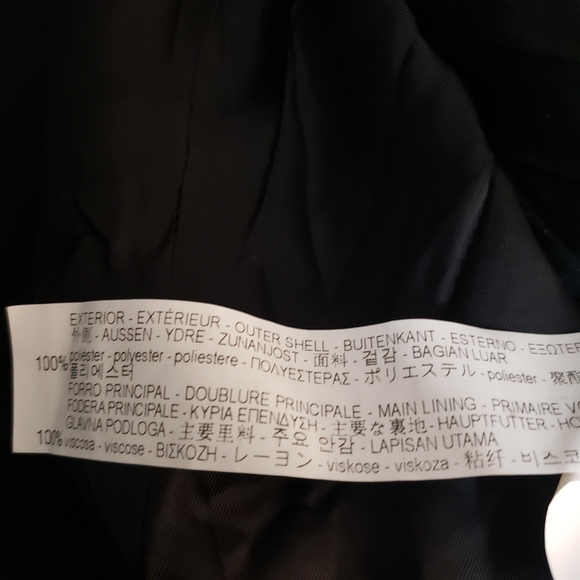 EXTERIOR - EXTÉRIEUR - OUTER SHELL - BUITENKANT - ESTERNO - ΕΞΩΤΕΡ
外側 - AUSSEN - YDRE - ZUNANJOST - 面料 - 겉감 - BAGIAN LUAR
100% poliéster - polyester - poliestere - ΠΟΛΥΕΣΤΕΡΑΣ - ポリエステル - poliester - 聚酯
폴리에스터
FORRO PRINCIPAL - DOUBLURE PRINCIPALE - MAIN LINING - PRIMAIRE VO
FODERA PRINCIPALE - ΚΥΡΙΑ ΕΠΕΝΔΥΣΗ - 主要な裏地 - HAUPTFUTTER - HO
GLAVNA PODLOGA - 主要里料 - 주요 안감 - LAPISAN UTAMA
100% viscosa - viscose - ΒΙΣΚΟΖΗ - レーヨン - viskose - viskoza - 粘纤 - 비스코